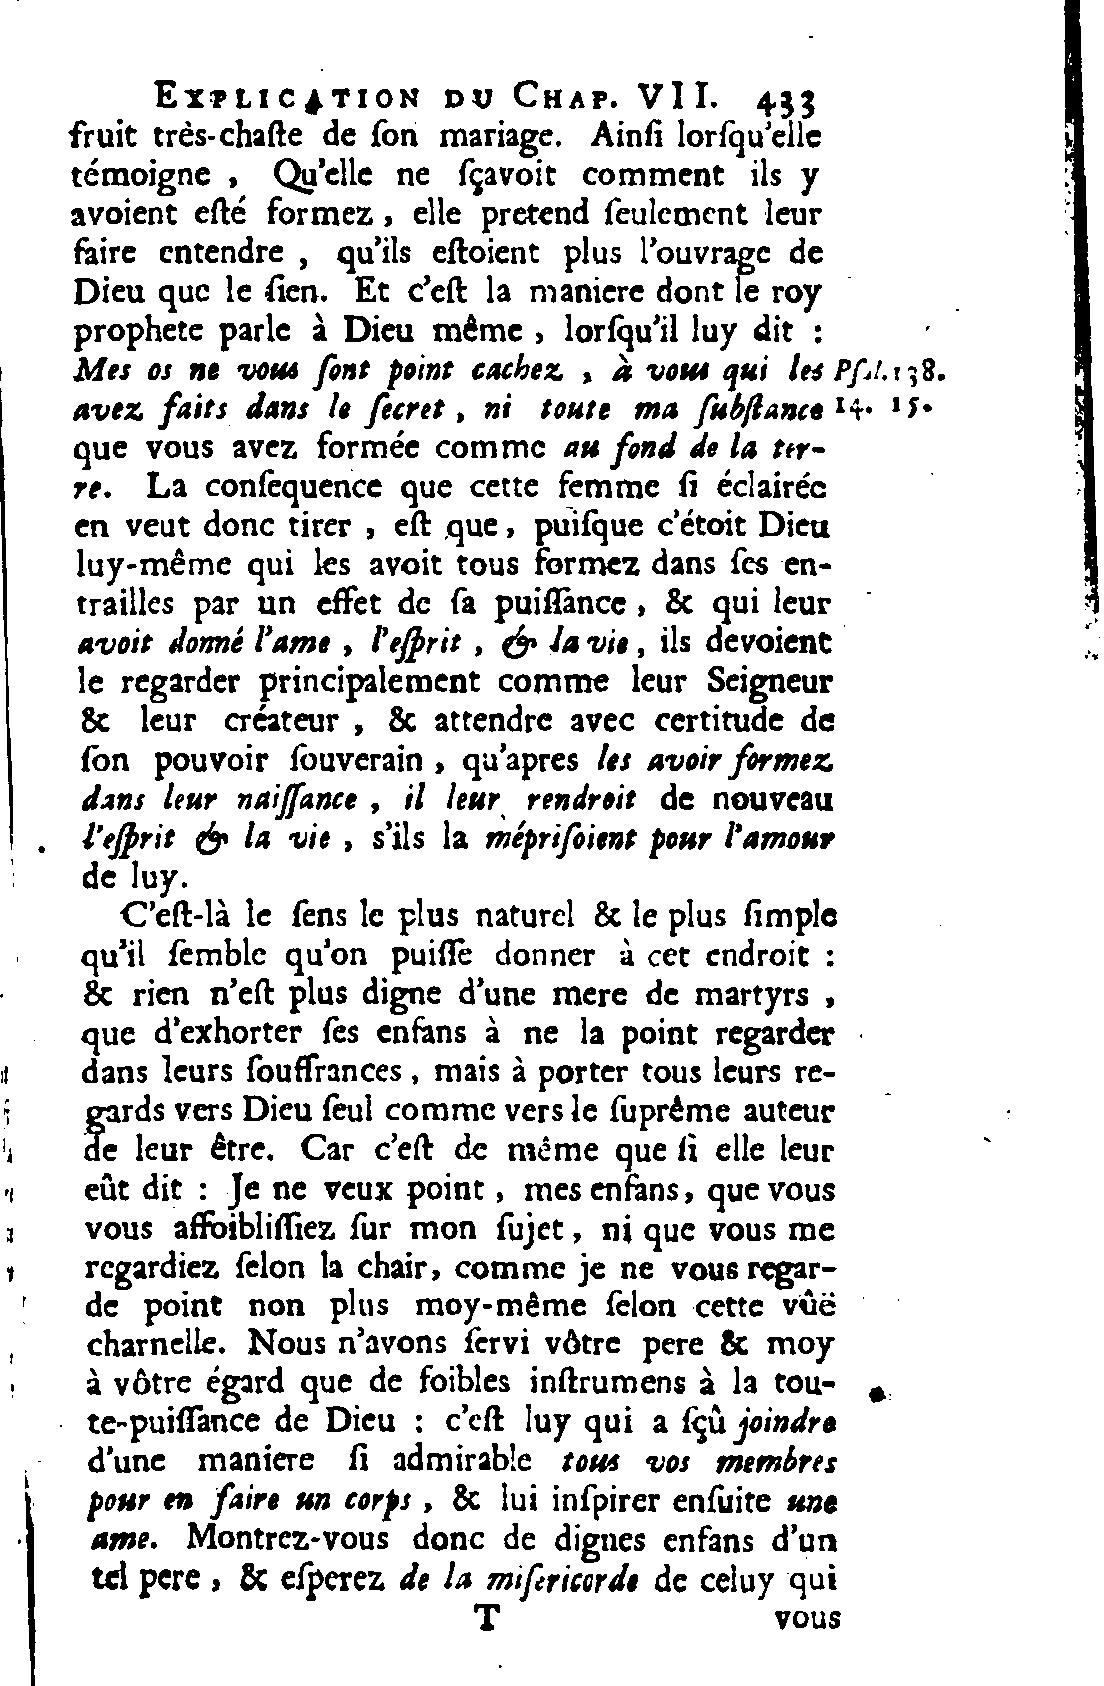 EXPLICATION DU CHAP. VII. 433
fruit très-chaſte de ſon mariage. Ainſi lorſqu'elle
témoigne , Qu'elle ne ſçavoit comment ils y
avoient eſté formez , elle pretend ſeulement leur
faire entendre , qu'ils eſtoient plus l'ouvrage de
Dieu que le ſien. Et c'eſt la maniere dont le roy
prophete parle à Dieu même , lorſqu'il luy dit :
Mes os ne vous ſont point cachez , à vous qui les Pſal. 138.
avez faits dans le ſecret , ni toute ma ſubſtance 14. 15.
que vous avez formée comme au fond de la ter-
re. La conſequence que cette femme ſi éclairée
en veut donc tirer , eſt que , puiſque c'étoit Dieu
luy-même qui les avoit tous formez dans ſes en-
trailles par un effet de ſa puiſſance , & qui leur
avoit donné l'ame , l'eſprit , & la vie , ils devoient
le regarder principalement comme leur Seigneur
& leur créateur , & attendre avec certitude de
ſon pouvoir ſouverain , qu'apres les avoir formez
dans leur naiſſance , il leur rendroit de nouveau
l'eſprit & la vie , s'ils la mépriſoient pour l'amour
de luy.
C'eſt-là le ſens le plus naturel & le plus ſimple
qu'il ſemble qu'on puiſſe donner à cet endroit :
& rien n'eſt plus digne d'une mere de martyrs ,
que d'exhorter ſes enfans à ne la point regarder
dans leurs ſouffrances , mais à porter tous leurs re-
gards vers Dieu ſeul comme vers le ſuprême auteur
de leur être. Car c'eſt de même que ſi elle leur
eût dit : Je ne veux point , mes enfans , que vous
vous affoibliſſiez ſur mon ſujet , ni que vous me
regardiez ſelon la chair, comme je ne vous regar-
de point non plus moy-même ſelon cette vûë
charnelle. Nous n'avons ſervi vôtre pere & moy
à vôtre égard que de foibles inſtrumens à la tou-
te-puiſſance de Dieu : c'eſt luy qui a ſçû joindre
d'une maniere ſi admirable tous vos membres
pour en faire un corps , & lui inſpirer enſuite une
ame. Montrez-vous donc de dignes enfans d'un
tel pere , & eſperez de la miſericorde de celuy qui
T vous